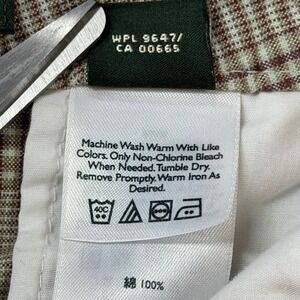 WPL 9647/
CA 00665
Machine Wash Warm With Like
Colors. Only Non-Chlorine Bleach
When Needed. Tumble Dry.
Remove Promptly. Warm Iron As
Desired.
40C
綿 100%